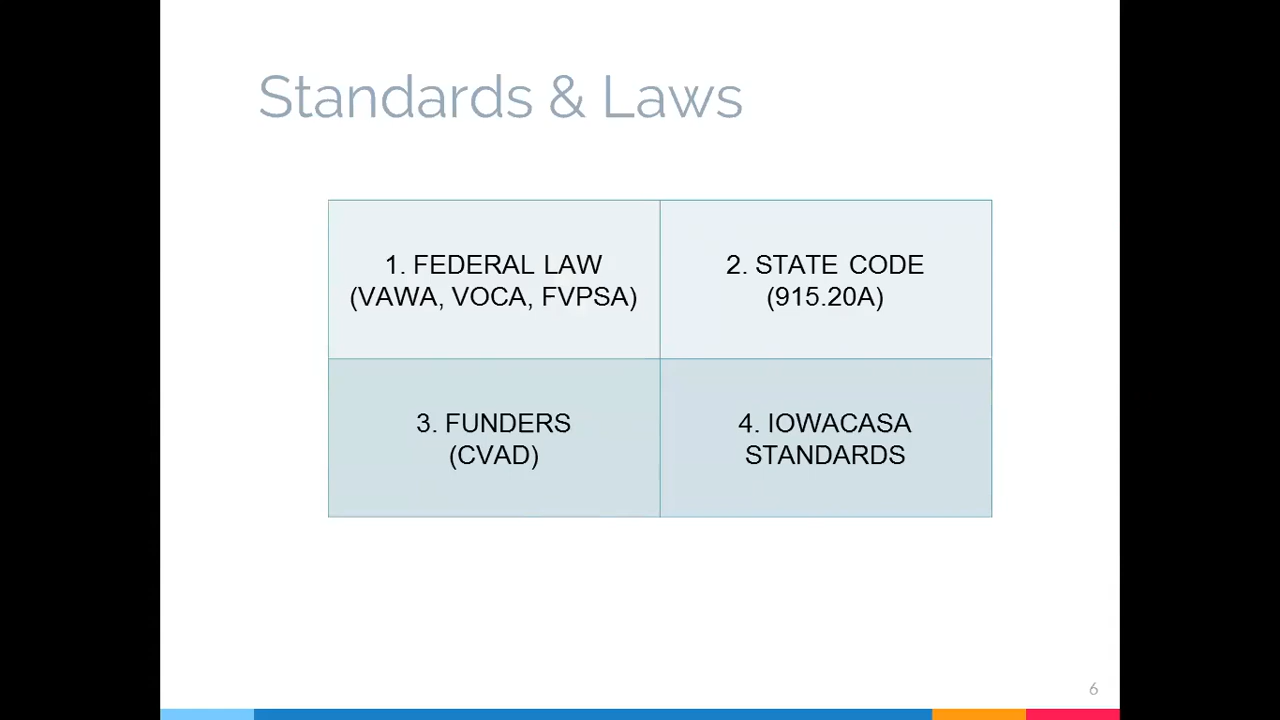 Standards & Laws
1. FEDERAL LAW
(VAWA, VOCA, FVPSA)
2. STATE CODE
(915.20A)
3. FUNDERS
(CVAD)
4. IOWACASA
STANDARDS
6